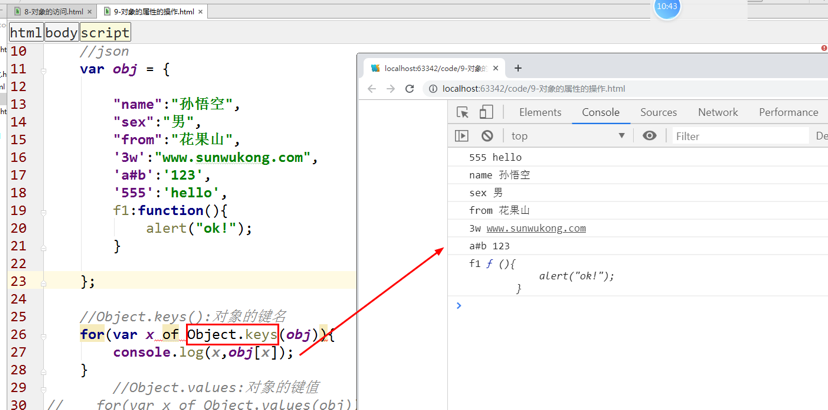 8-对象的访问.html
9-对象的属性的操作.html
10:43
html body script
10 //json
11 var obj = {
12
13 "name":"孙悟空",
14 "sex":"男",
15 "from":"花果山",
16 '3w':"www.sunwukong.com",
17 'a#b':'123',
18 '555':'hello',
19 f1:function(){
20 alert("ok!");
21 }
22
23 };
24
25 //Object.keys():对象的键名
26 for(var x of Object.keys(obj)){
27 console.log(x,obj[x]);
28 }
29 //Object.values:对象的键值
30 // for(var x of Object.values(obj)
localhost:63342/code/9-对象的
localhost:63342/code/9-对象的属性的操作.html
Elements Console Sources Network Performance
top Filter De
555 hello
name 孙悟空
sex 男
from 花果山
3w www.sunwukong.com
a#b 123
f1 ƒ (){
alert("ok!");
}